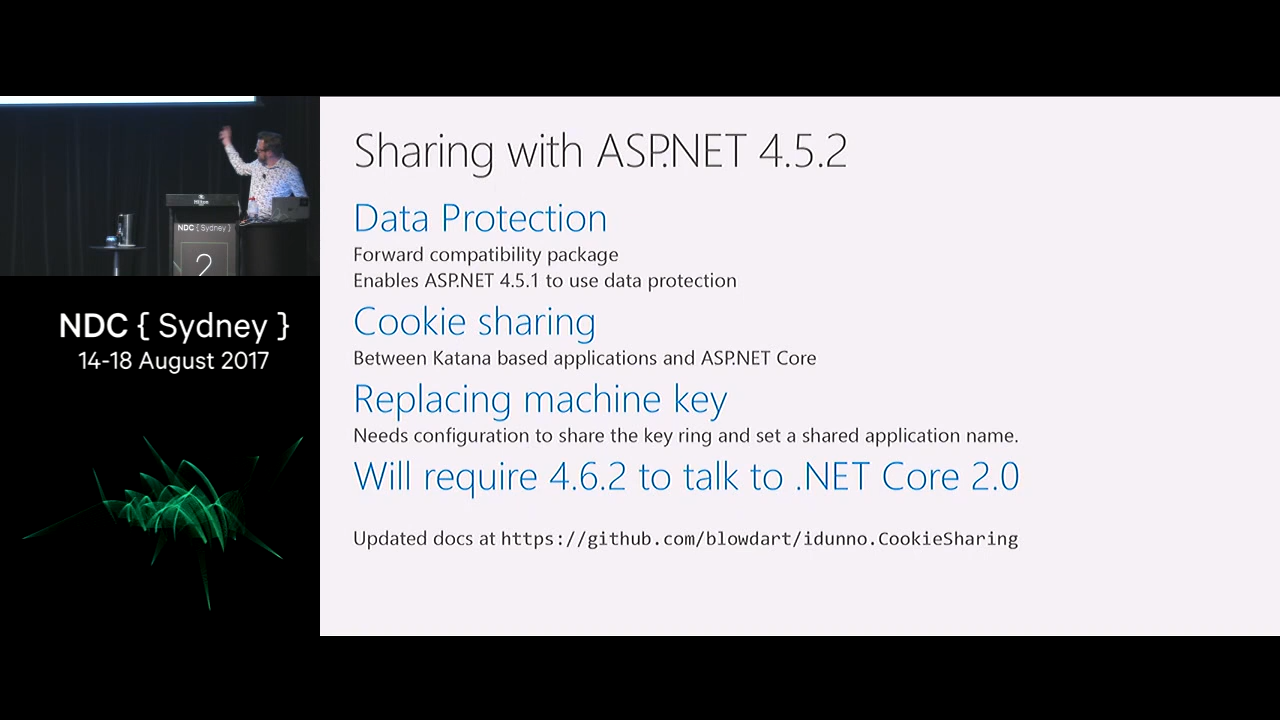 Sharing with ASP.NET 4.5.2
Data Protection
Forward compatibility package
Enables ASP.NET 4.5.1 to use data protection
Cookie sharing
Between Katana based applications and ASP.NET Core
Replacing machine key
Needs configuration to share the key ring and set a shared application name.
Will require 4.6.2 to talk to .NET Core 2.0
Updated docs at https://github.com/blowdart/idunno.CookieSharing
Hilton
NDC { Sydney }
2
NDC { Sydney }
14-18 August 2017